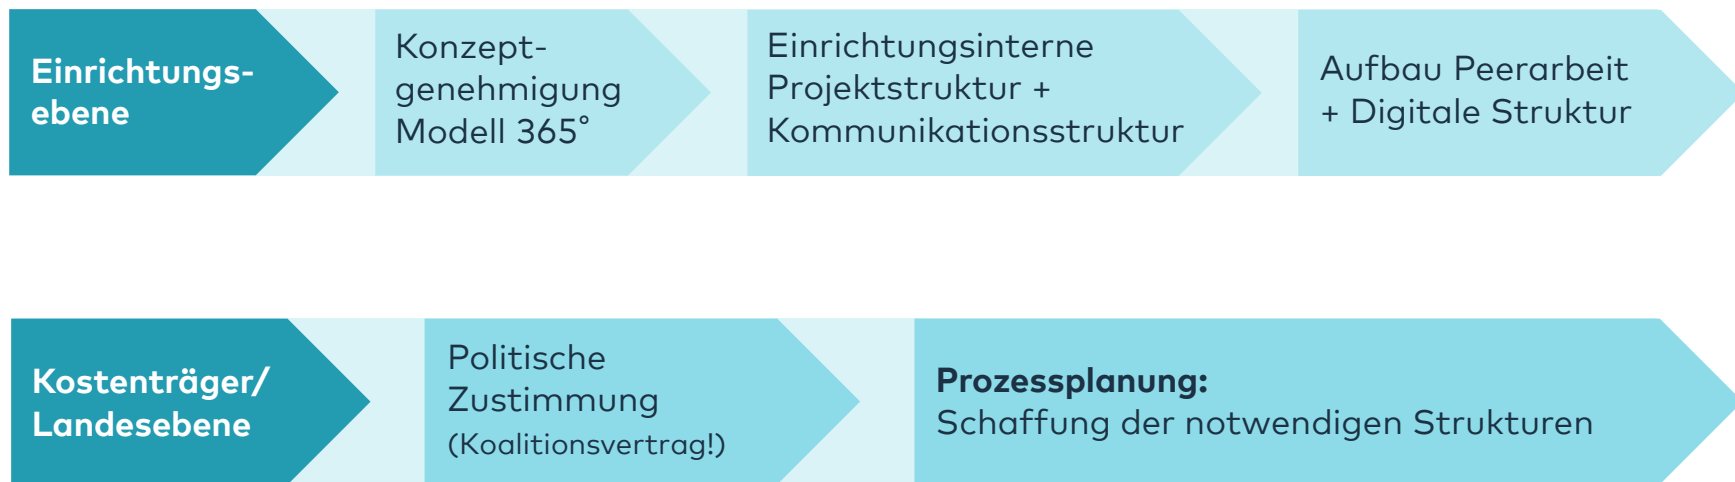 Einrichtungs-
ebene
Konzept-
genehmigung
Modell 365°
Einrichtungsinterne
Projektstruktur +
Kommunikationsstruktur
Aufbau Peerarbeit
+ Digitale Struktur
Kostenträger/
Landesebene
Politische
Zustimmung
(Koalitionsvertrag!)
Prozessplanung:
Schaffung der notwendigen Strukturen